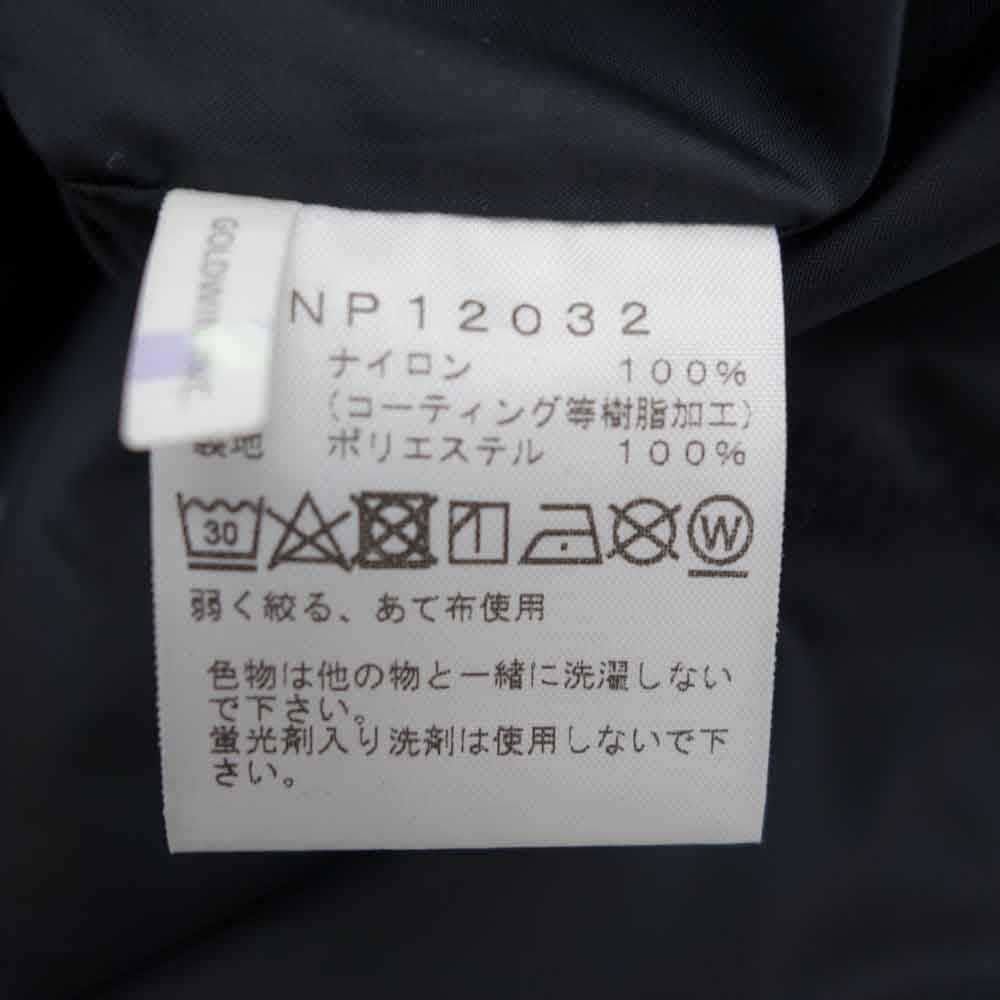 GOLDWIN INC
NP12032
ナイロン 100%
(コーティング等樹脂加工)
裏地 ポリエステル 100%
30 W
弱く絞る、あて布使用
色物は他の物と一緒に洗濯しない
で下さい。
蛍光剤入り洗剤は使用しないで下
さい。